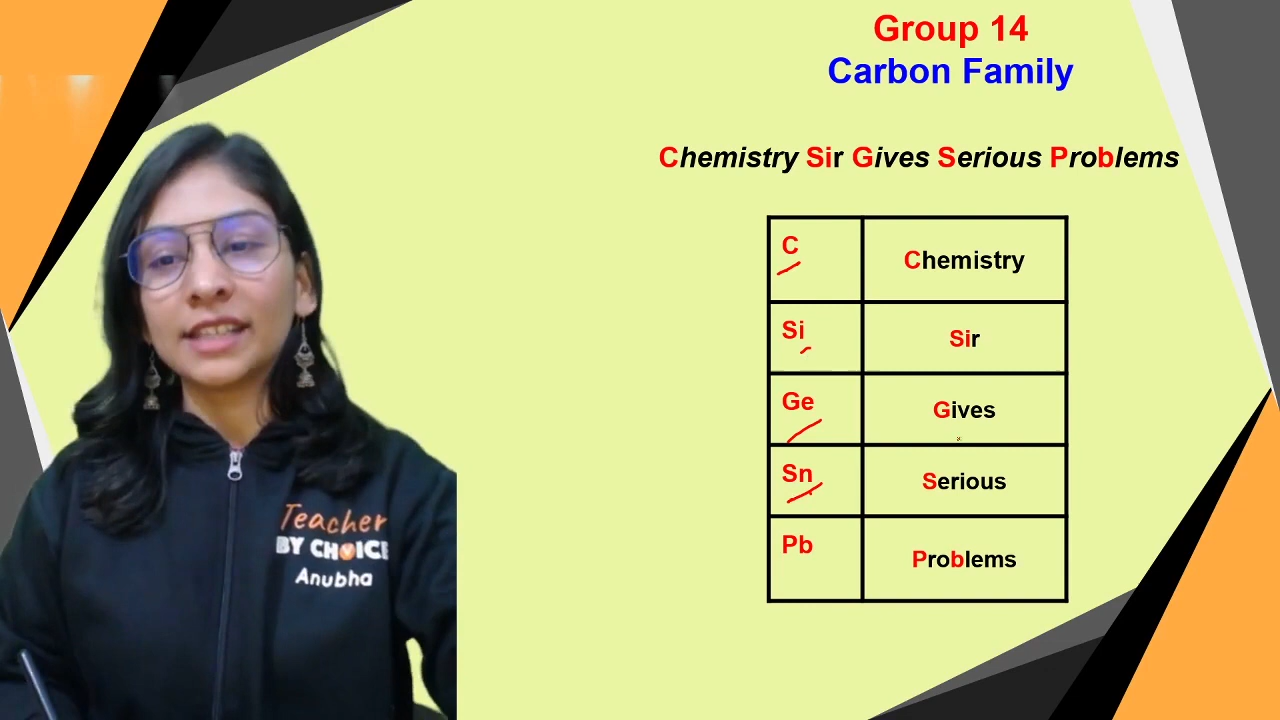 Group 14
Carbon Family
Chemistry Sir Gives Serious Problems
C Chemistry
Si Sir
Ge Gives
Sn Serious
Pb Problems
Teacher
BY CHOICE
Anubha